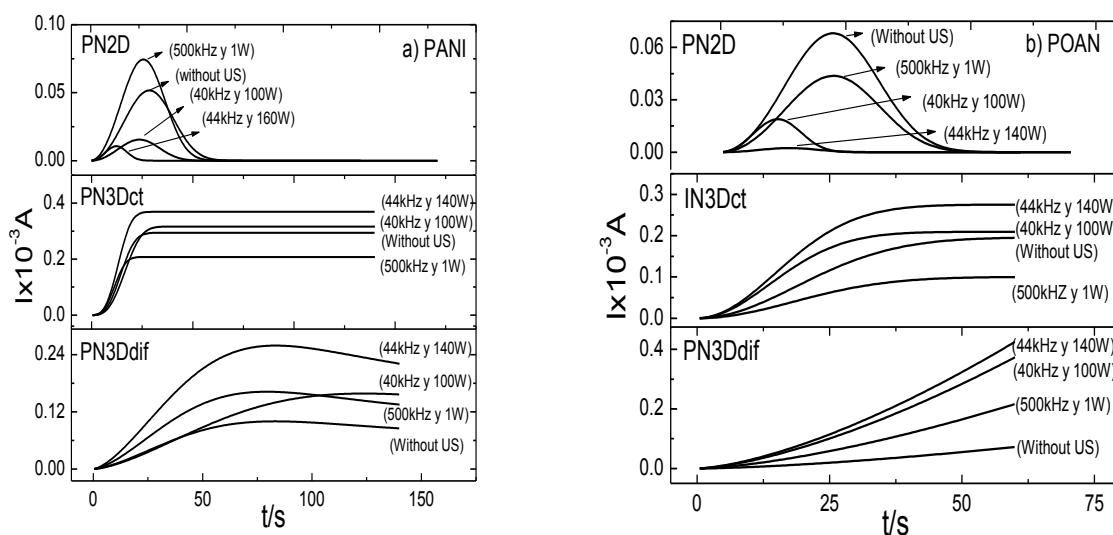 PN2D
a) PANI
(500kHz y 1W)
(without US)
(40kHz y 100W)
(44kHz y 160W)
0.10
0.05
0.00
PN3Dct
(44kHz y 140W)
(40kHz y 100W)
(Without US)
(500kHz y 1W)
0.4
0.2
0.0
Ix10⁻³A
PN3Ddif
(44kHz y 140W)
(40kHz y 100W)
(500kHz y 1W)
(Without US)
0.24
0.12
0.00
0 50 100 150
t/s
PN2D
b) POAN
(Without US)
(500kHz y 1W)
(40kHz y 100W)
(44kHz y 140W)
0.06
0.03
0.00
IN3Dct
(44kHz y 140W)
(40kHz y 100W)
(Without US)
(500kHZ y 1W)
0.3
0.2
0.1
0.0
Ix10⁻³A
PN3Ddif
(44kHz y 140W)
(40kHz y 100W)
(500kHz y 1W)
(Without US)
0.4
0.2
0.0
0 25 50 75
t/s